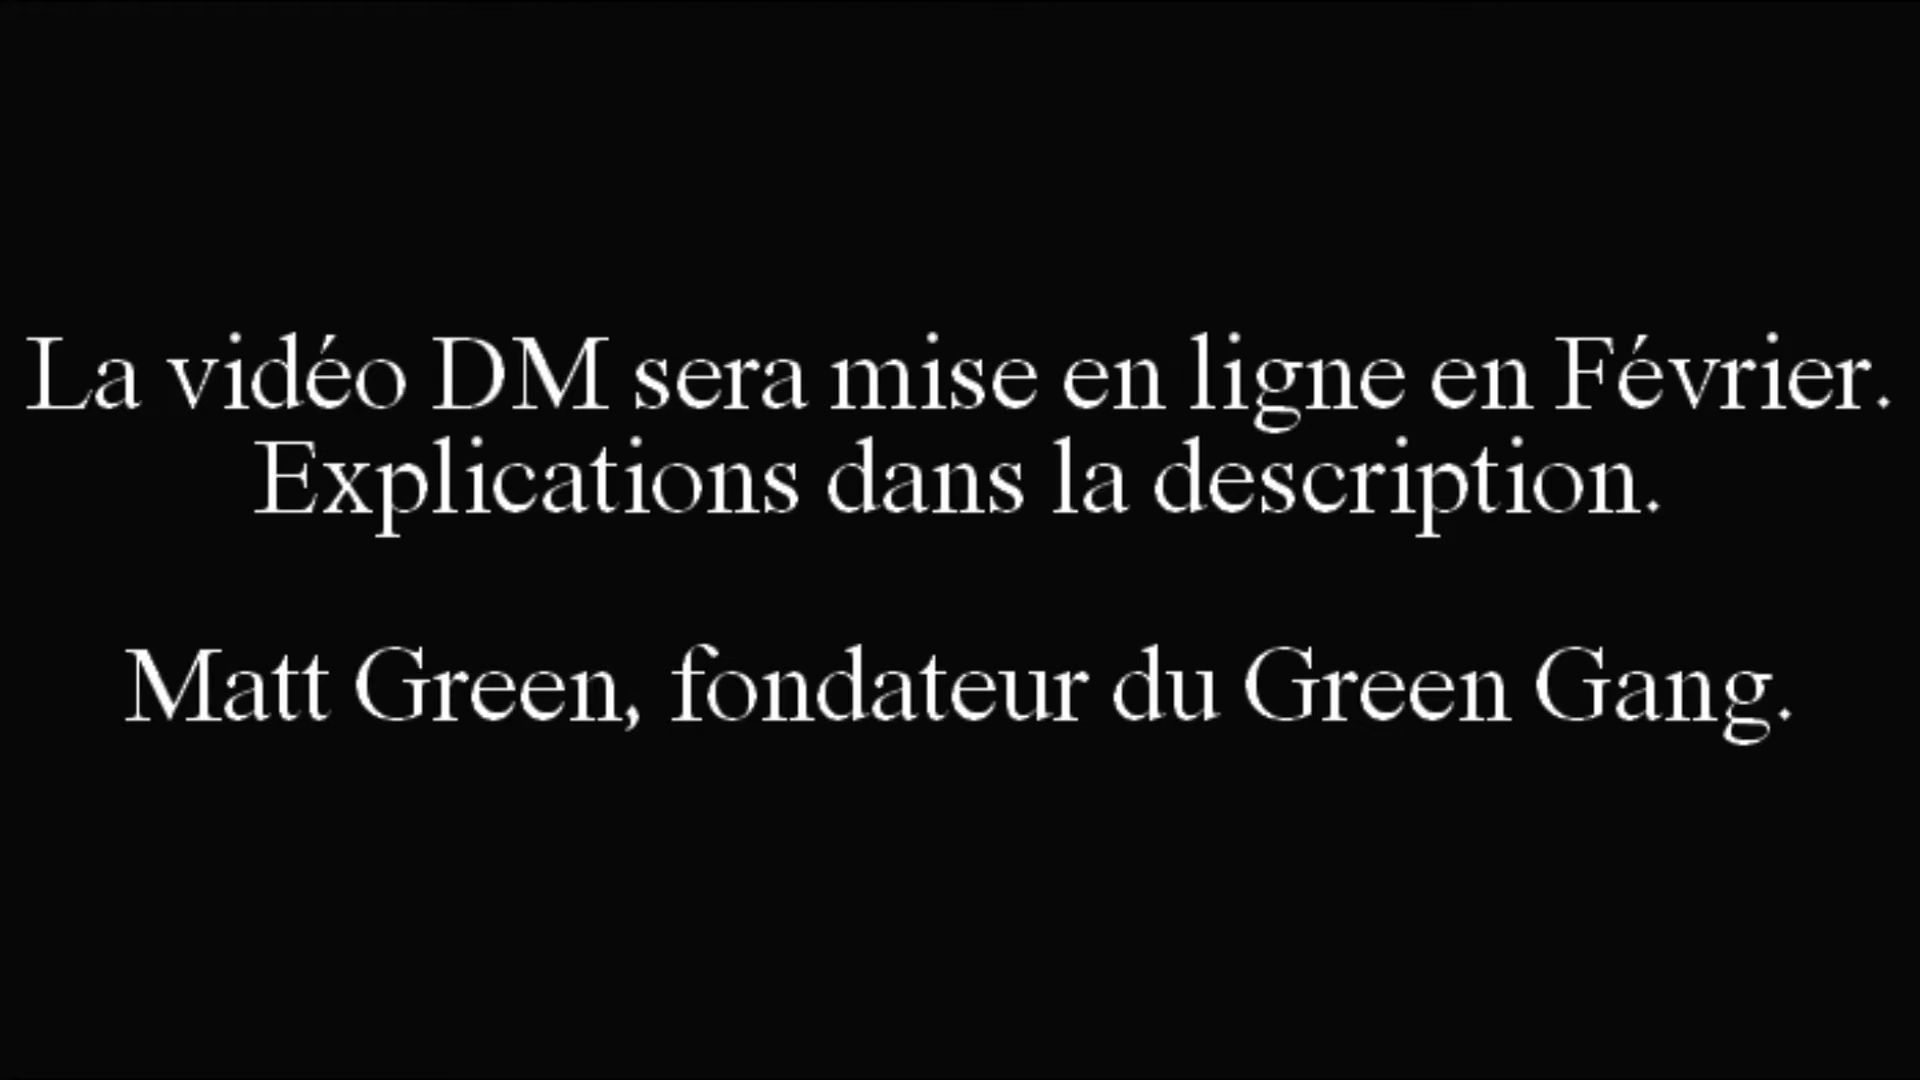 La vidéo DM sera mise en ligne en Février.
Explications dans la description.
Matt Green, fondateur du Green Gang.